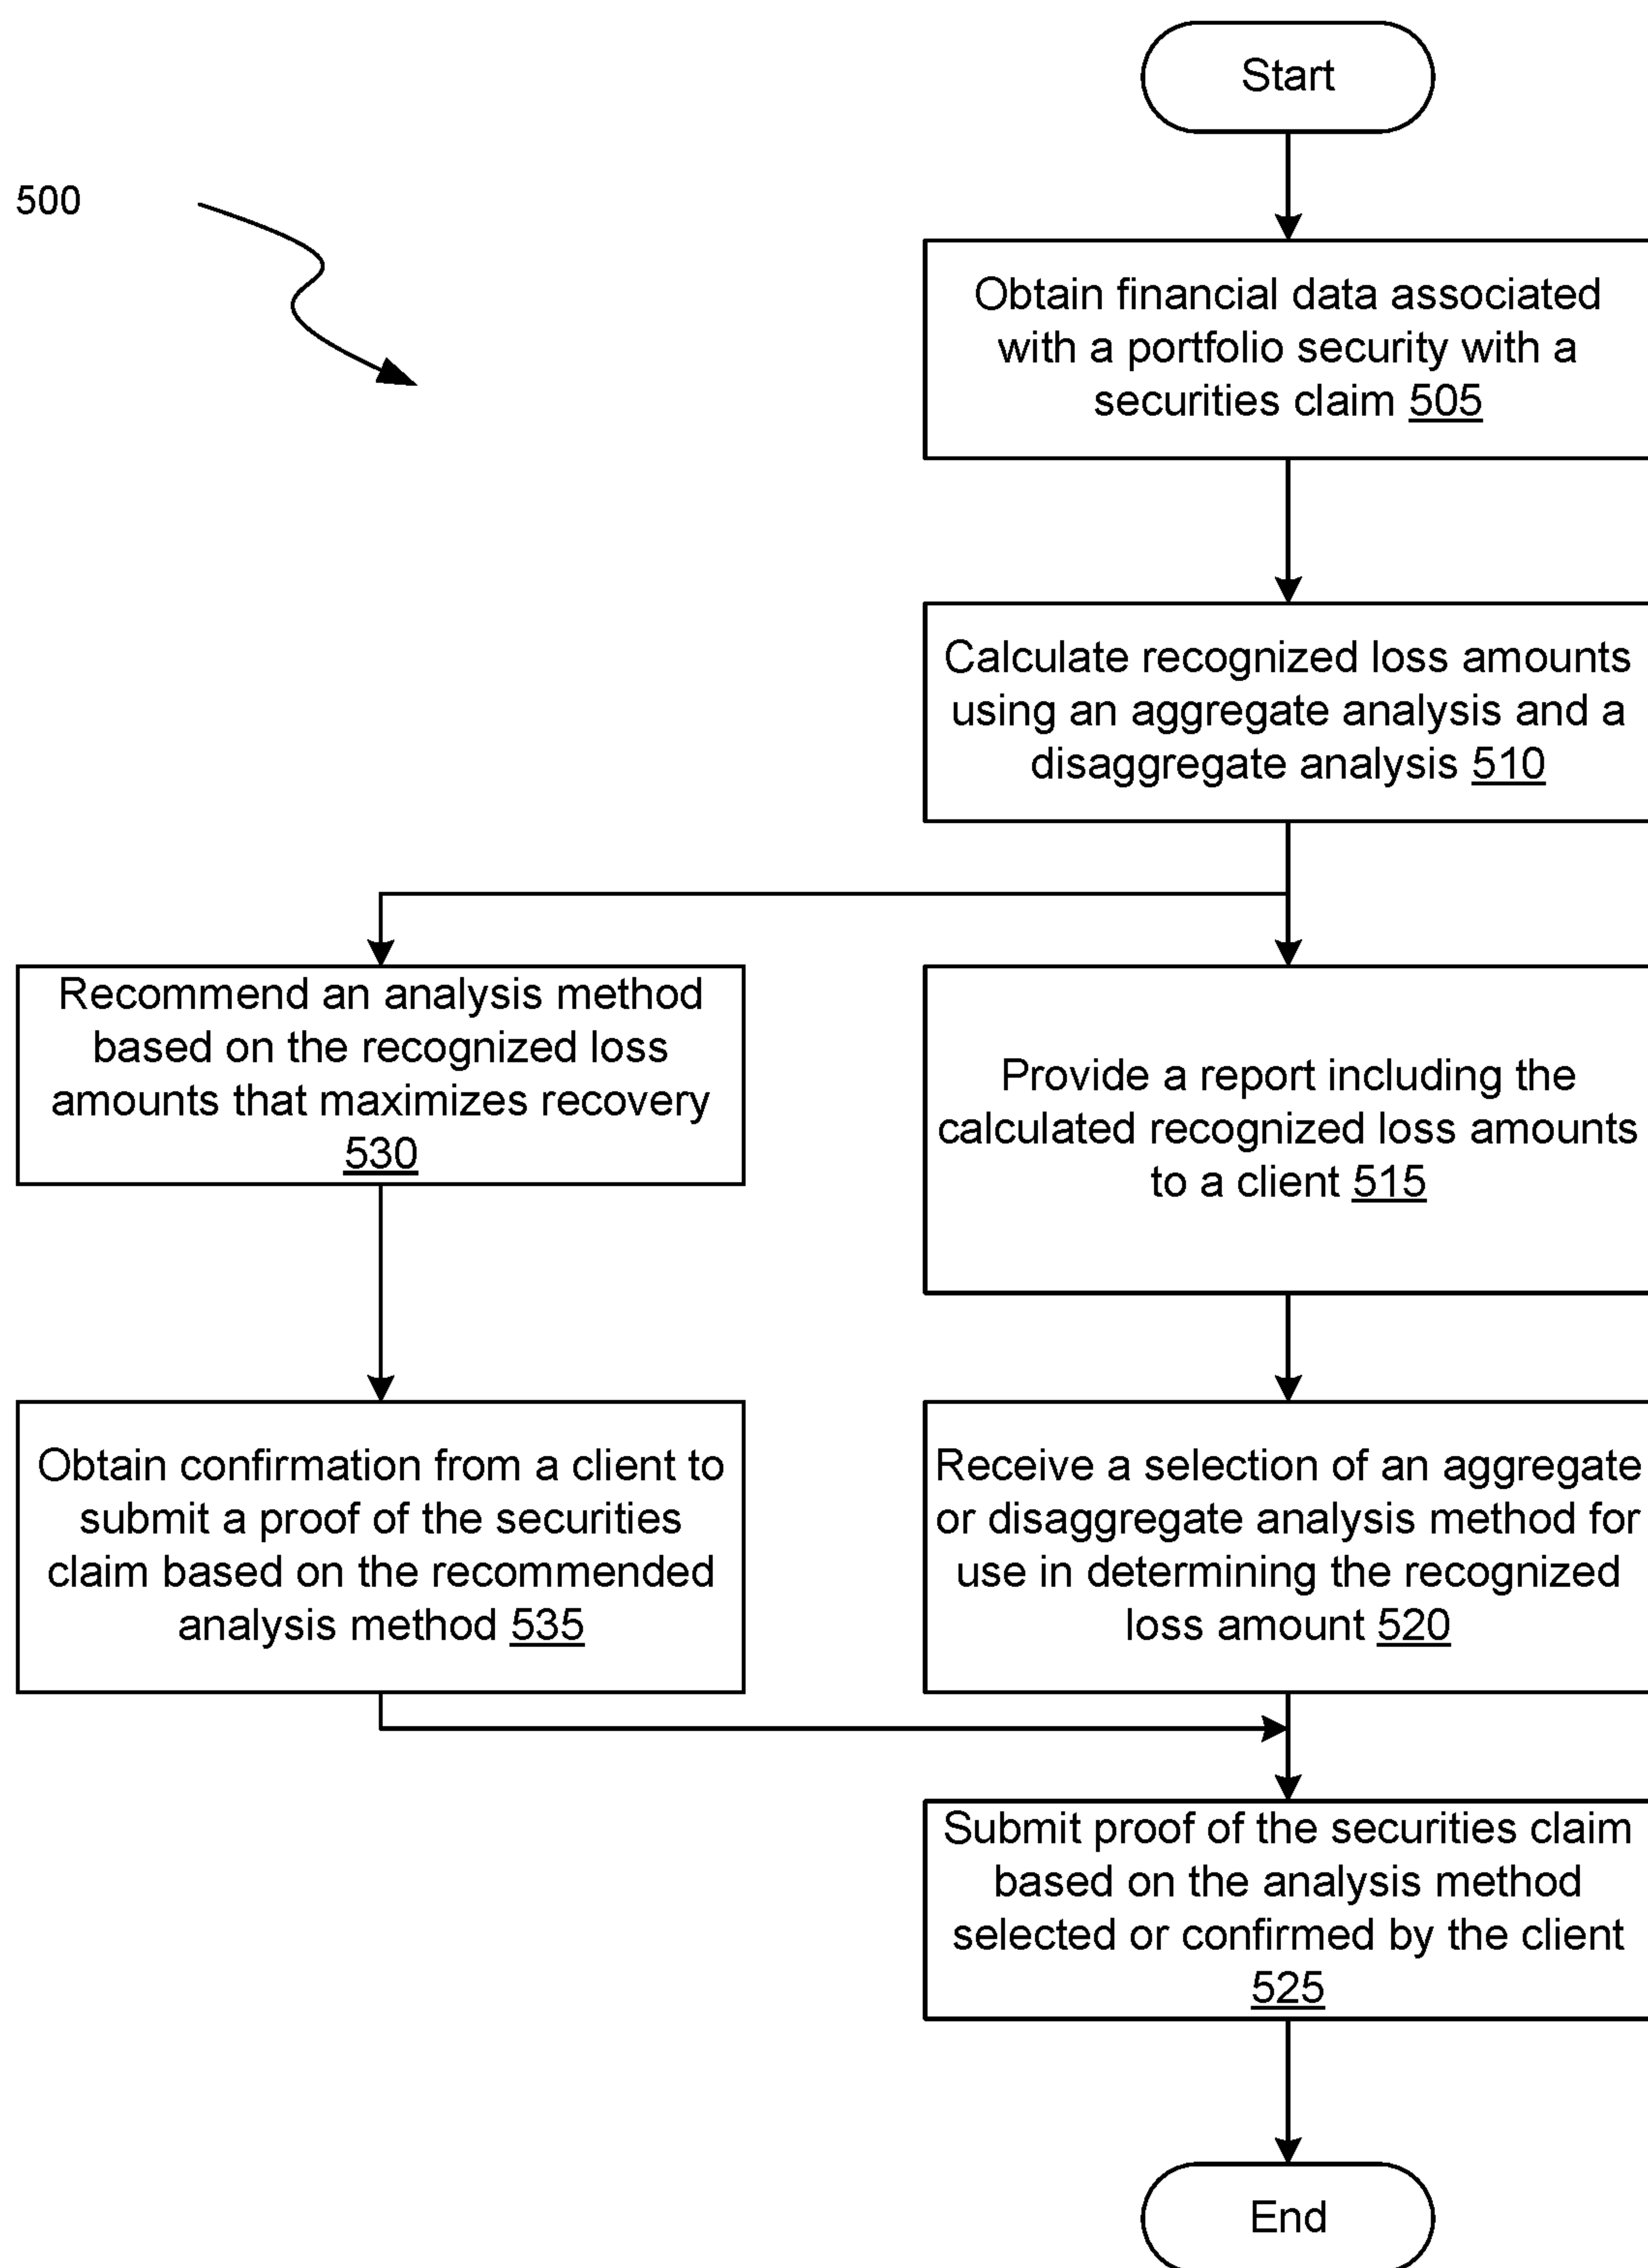 Start
500
Obtain financial data associated
with a portfolio security with a
securities claim 505
Calculate recognized loss amounts
using an aggregate analysis and a
disaggregate analysis 510
Recommend an analysis method
based on the recognized loss
amounts that maximizes recovery
530
Provide a report including the
calculated recognized loss amounts
to a client 515
Obtain confirmation from a client to
submit a proof of the securities
claim based on the recommended
analysis method 535
Receive a selection of an aggregate
or disaggregate analysis method for
use in determining the recognized
loss amount 520
Submit proof of the securities claim
based on the analysis method
selected or confirmed by the client
525
End